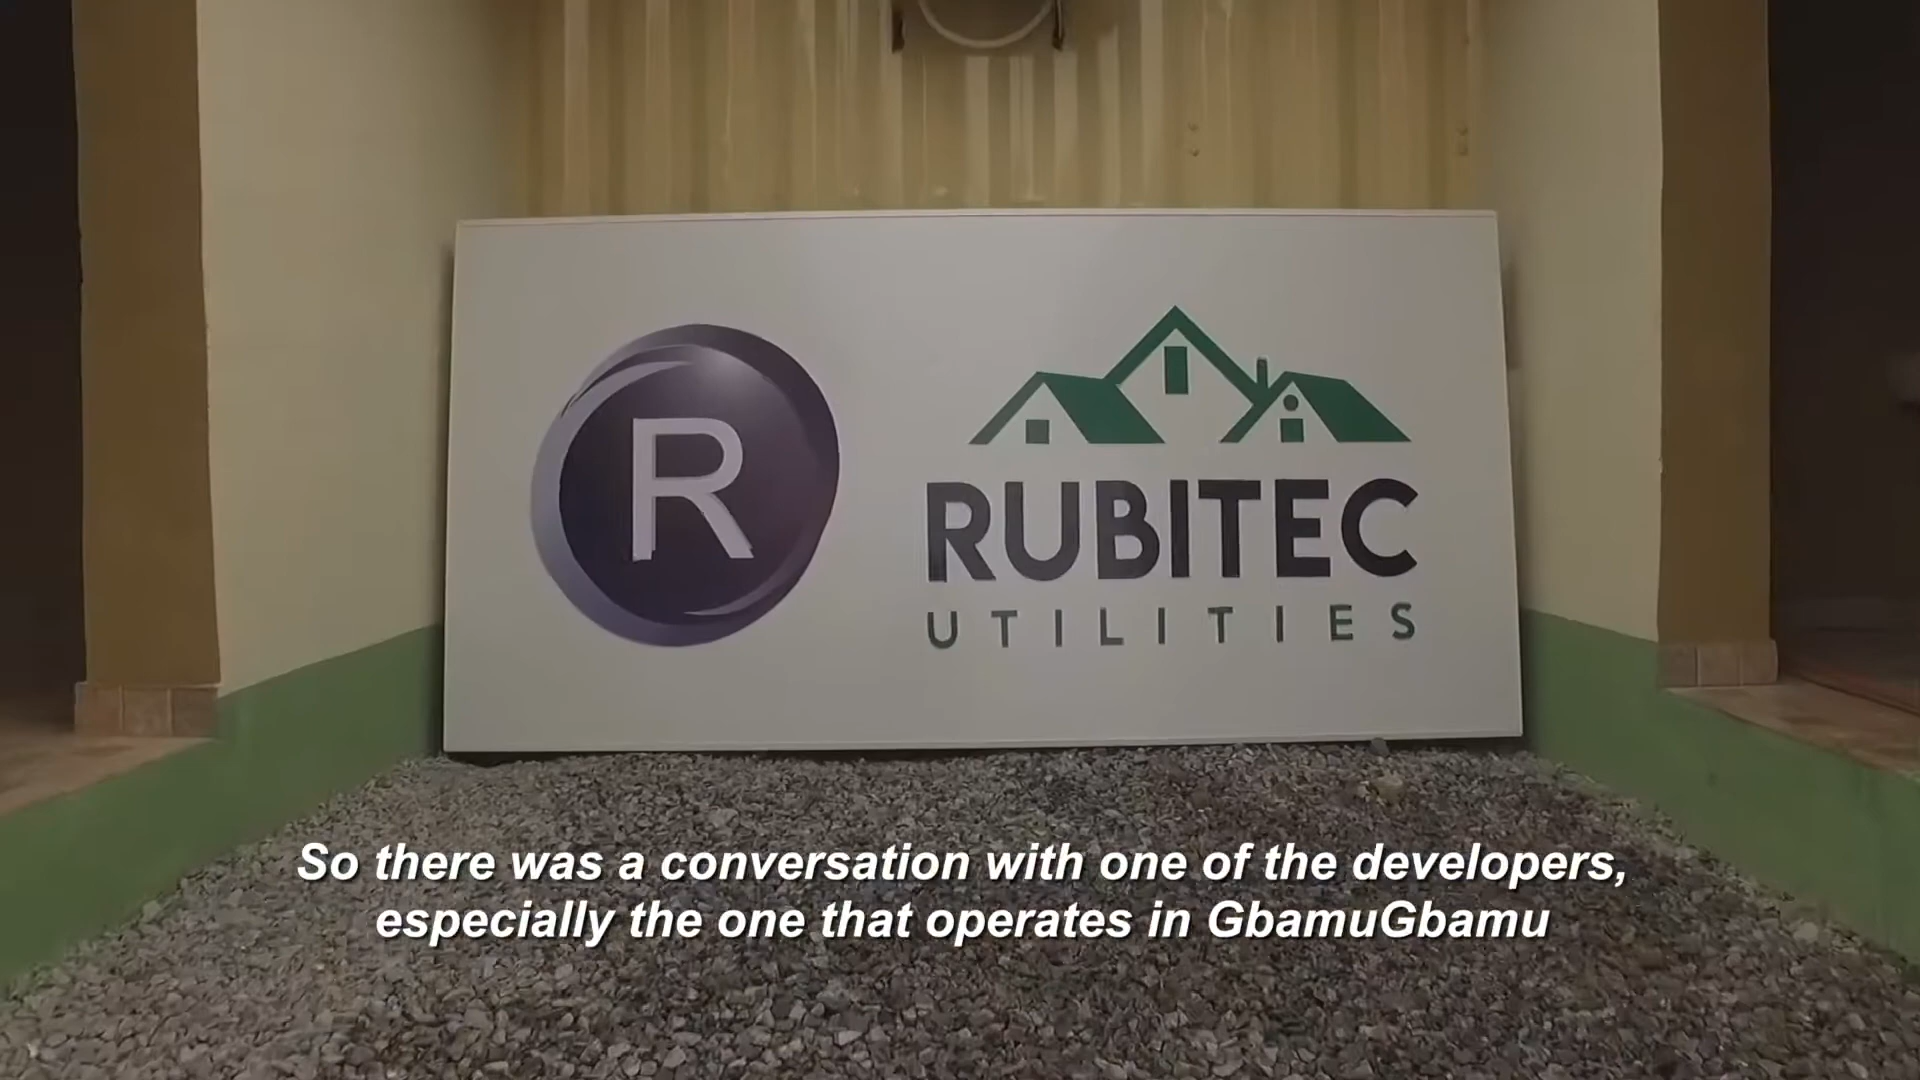 R
RUBITEC
UTILITIES
So there was a conversation with one of the developers,
especially the one that operates in GbamuGbamu